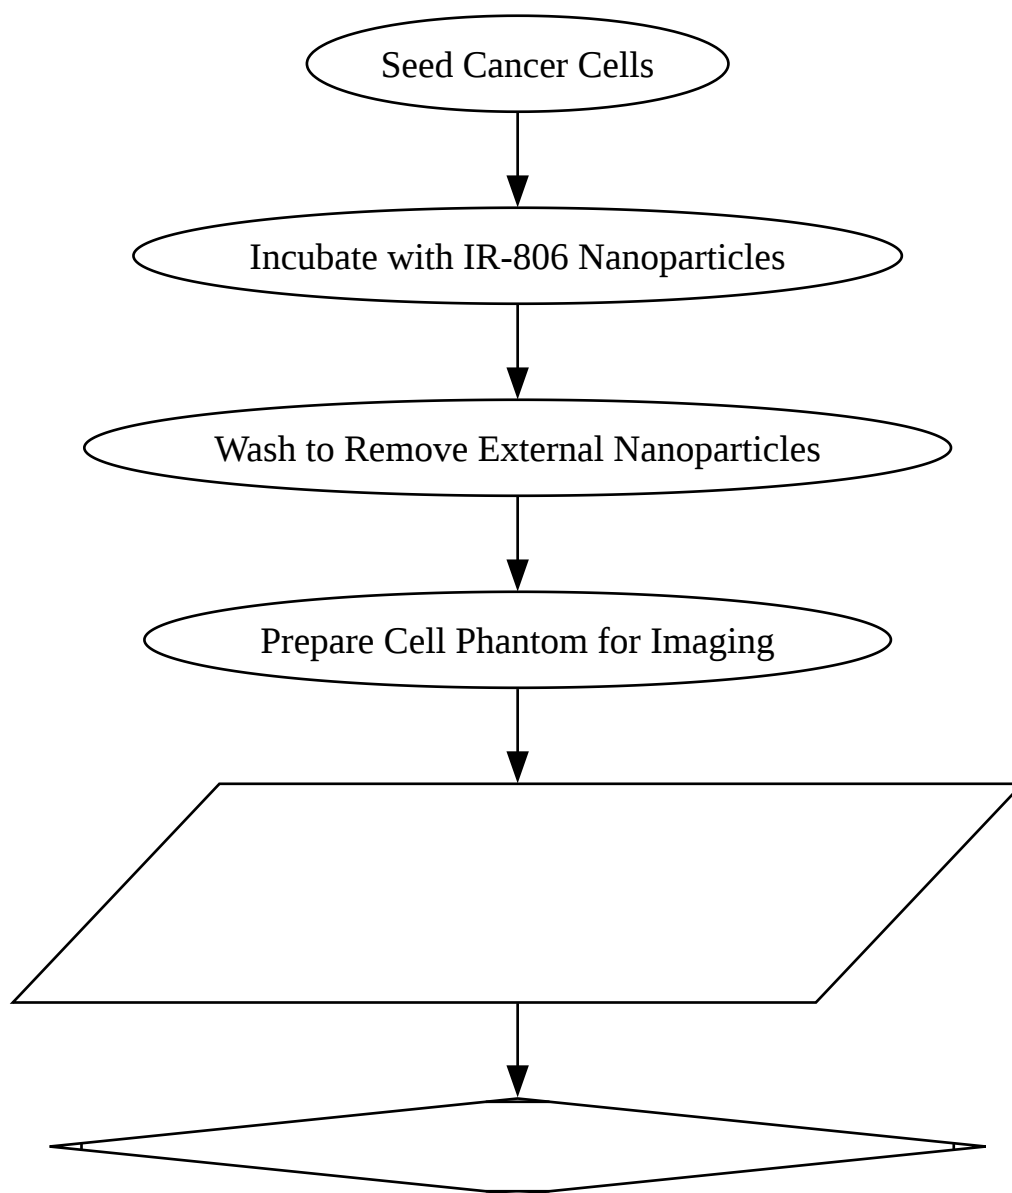 Seed Cancer Cells
Incubate with IR-806 Nanoparticles
Wash to Remove External Nanoparticles
Prepare Cell Phantom for Imaging